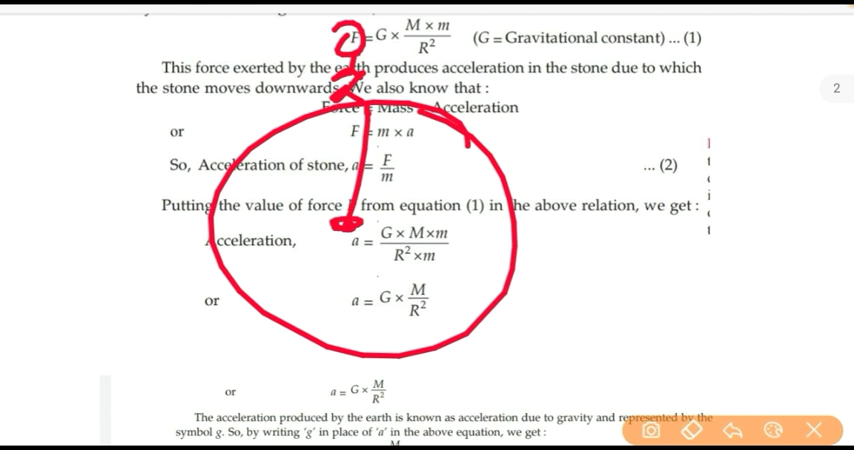 F = G × M × m / R² (G = Gravitational constant) ... (1)
This force exerted by the earth produces acceleration in the stone due to which
the stone moves downwards. We also know that :
Force = Mass × Acceleration
or F = m × a
So, Acceleration of stone, a = F / m ... (2)
Putting the value of force F from equation (1) in the above relation, we get :
Acceleration, a = G × M × m / R² × m
or a = G × M / R²
or a = G × M / R²
The acceleration produced by the earth is known as acceleration due to gravity and represented by the
symbol g. So, by writing 'g' in place of 'a' in the above equation, we get :
2